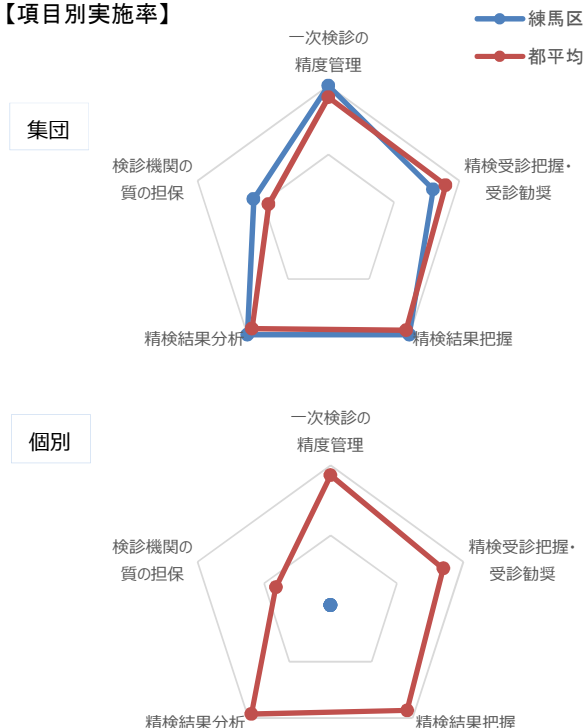 【項目別実施率】
練馬区
都平均
集団
一次検診の
精度管理
精検受診把握・
受診勧奨
検診機関の
質の担保
精検結果分析
精検結果把握
個別
一次検診の
精度管理
精検受診把握・
受診勧奨
検診機関の
質の担保
精検結果分析
精検結果把握